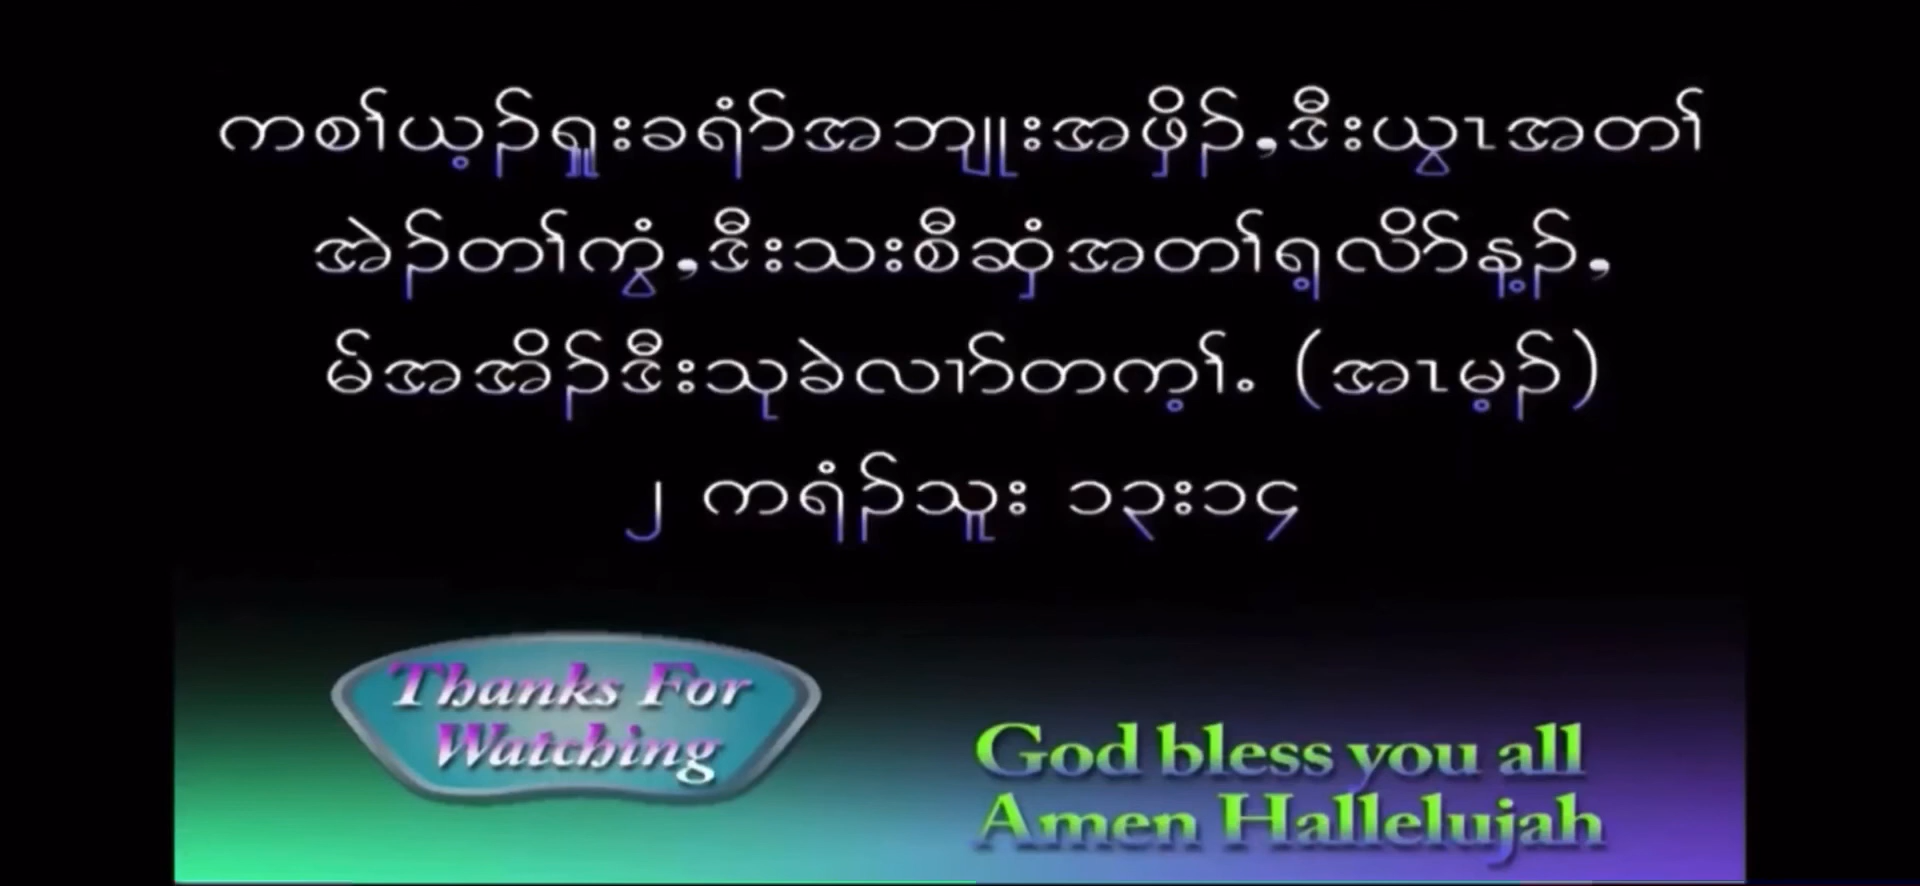 ကစၢ်ယ့ၣ်ရှူးခရံာ်အဘျုးအဖှိၣ်,ဒီးယွၤအတၢ်
အဲၣ်တၢ်ကွံ,ဒီးသးစီဆှံအတၢ်ရ့လိာ်န့ၣ်,
မ်အအိၣ်ဒီးသုခဲလၢာ်တက့ၢ်. (အၤမ့ၣ်)
၂ ကရံၣ်သူး ၁၃း၁၄
Thanks For
Watching
God bless you all
Amen Hallelujah